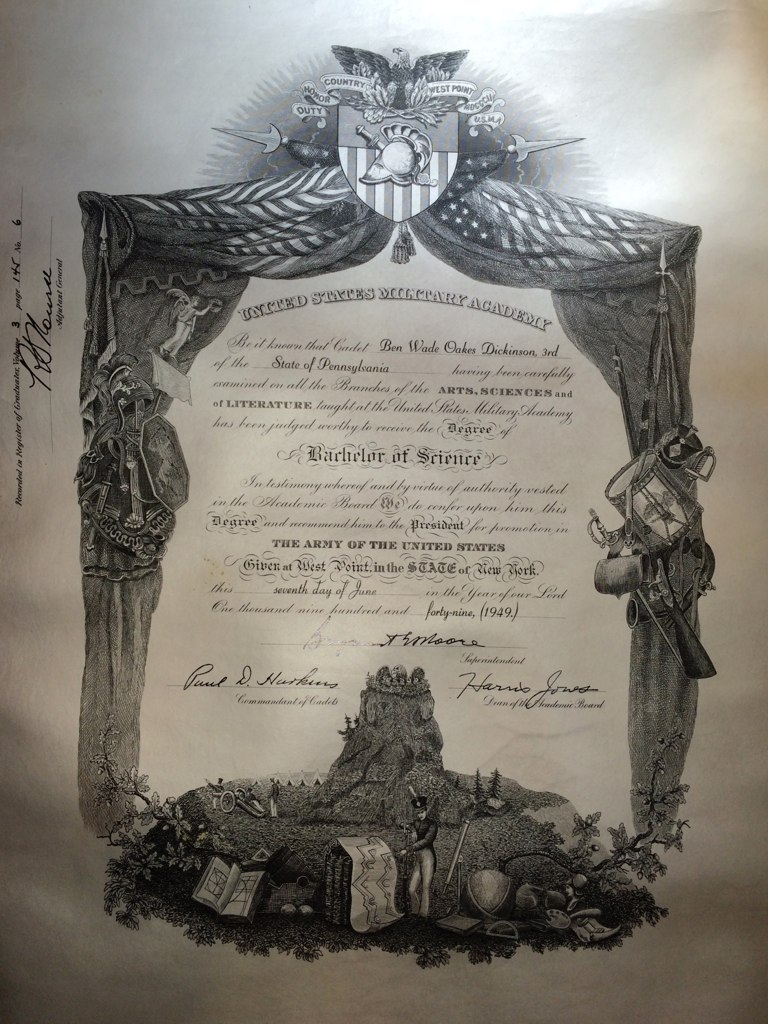 DUTY HONOR COUNTRY WEST POINT MDCCCII U.S.M.A.
UNITED STATES MILITARY ACADEMY
Be it known that Cadet Ben Wade Oakes Dickinson, 3rd
of the State of Pennsylvania having been carefully
examined on all the Branches of the ARTS, SCIENCES and
of LITERATURE taught at the United States Military Academy
has been judged worthy to receive the Degree of
Bachelor of Science
In testimony whereof and by virtue of authority vested
in the Academic Board We do confer upon him this
Degree and recommend him to the President for promotion in
THE ARMY OF THE UNITED STATES
Given at West Point, in the STATE of New York.
this seventh day of June in the Year of our Lord
One thousand nine hundred and forty-nine, (1949.)
Moore
Superintendent
Paul D. Harkins
Commandant of Cadets
Harris Jones
Dean of the Academic Board
Recorded in Register of Graduates, Volume 3 page 145 No. 6
Adjutant General